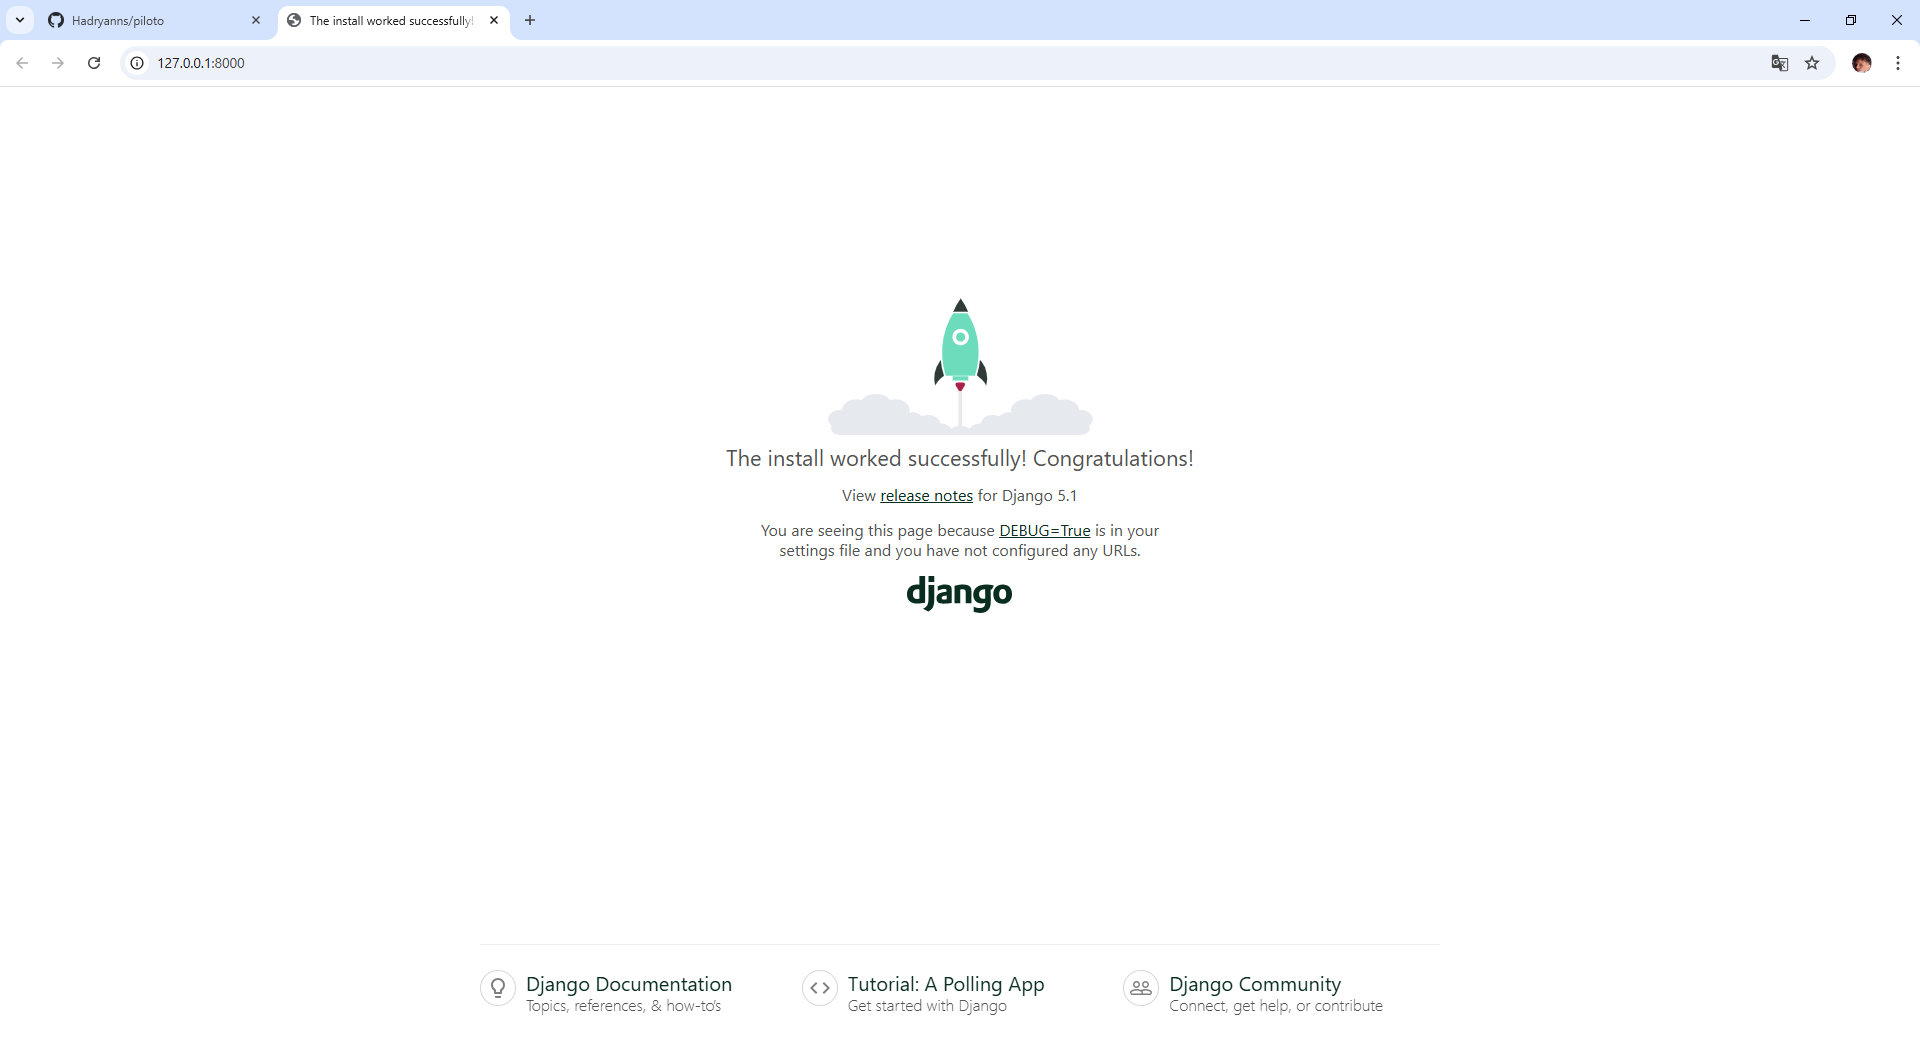 Hadryanns/piloto
The install worked successfully!
127.0.0.1:8000
The install worked successfully! Congratulations!
View release notes for Django 5.1
You are seeing this page because DEBUG=True is in your
settings file and you have not configured any URLs.
django
Django Documentation
Topics, references, & how-to's
Tutorial: A Polling App
Get started with Django
Django Community
Connect, get help, or contribute